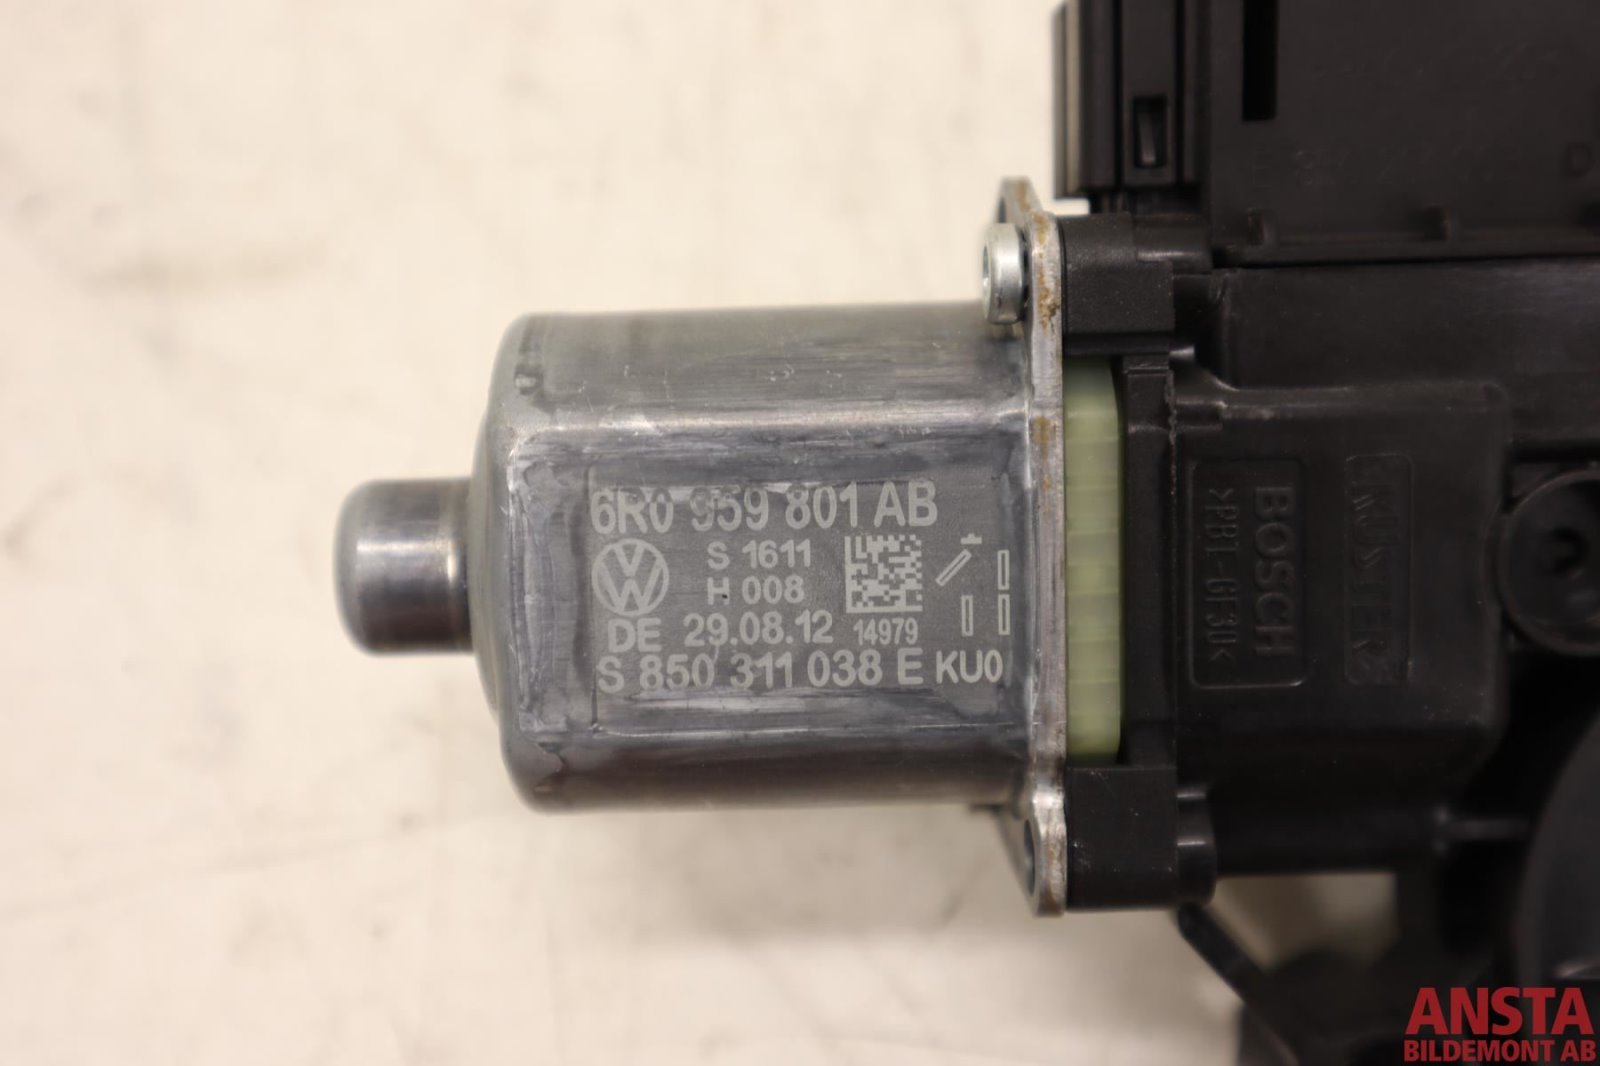 6R0 959 801 AB
S 1611
H 008
DE 29.08.12 14979
S 850 311 038 E KU0
BOSCH
>PBT-GF30<
ANSTA
BILDEMONT AB